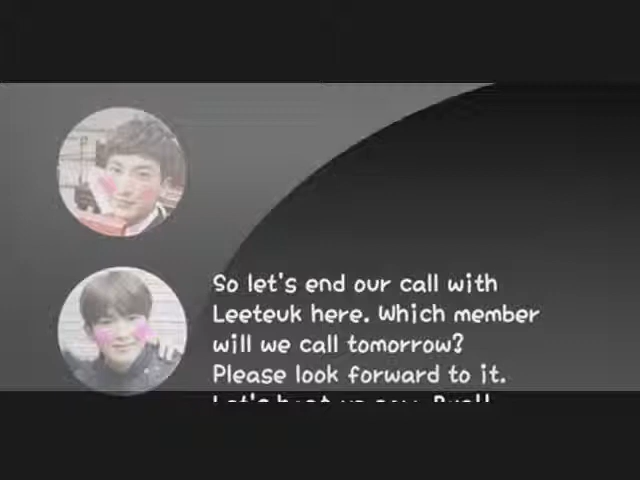 So let's end our call with
Leeteuk here. Which member
will we call tomorrow?
Please look forward to it.
Let's